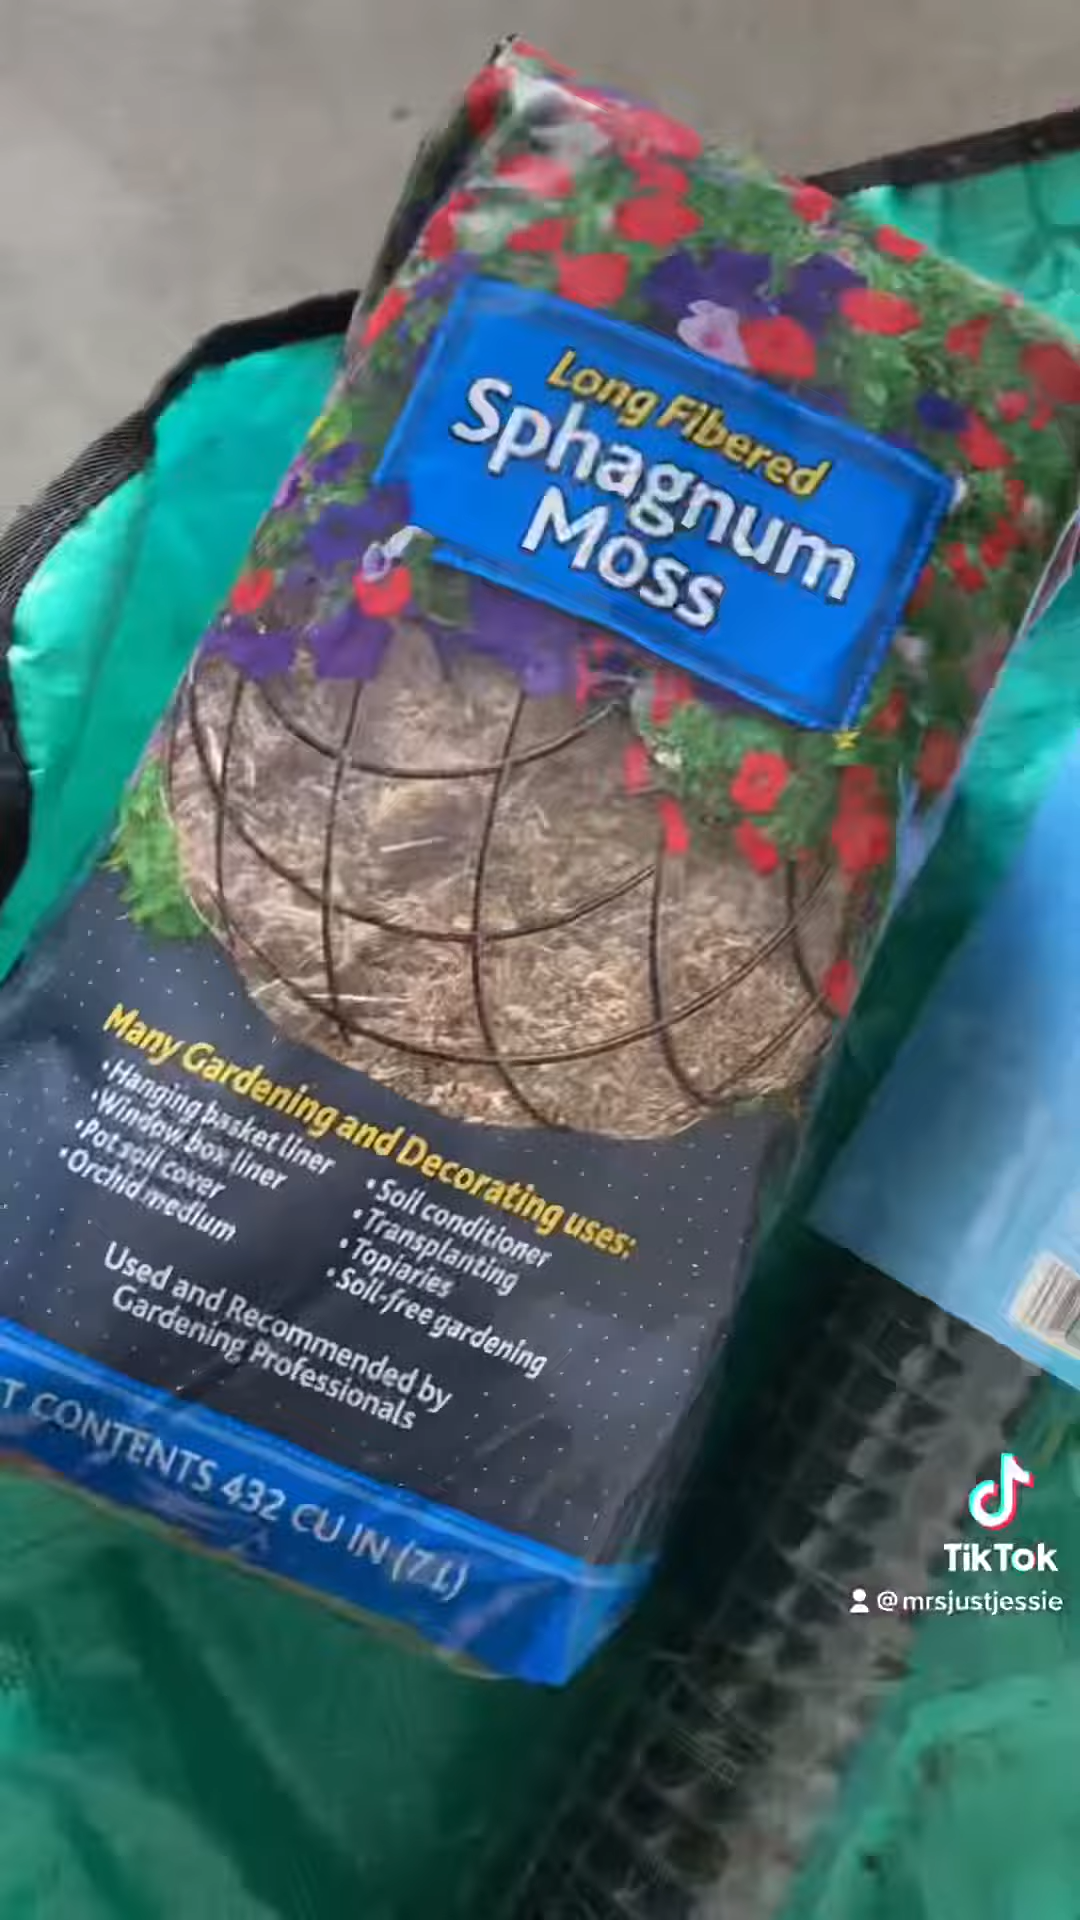 Long Fibered
Sphagnum
Moss
Many Gardening and Decorating uses:
•Hanging basket liner
•Window box liner
•Pot soil cover
•Orchid medium
•Soil conditioner
•Transplanting
•Topiaries
•Soil-free gardening
Used and Recommended by
Gardening Professionals
T CONTENTS 432 CU IN (7 L)
TikTok
@mrsjustjessie